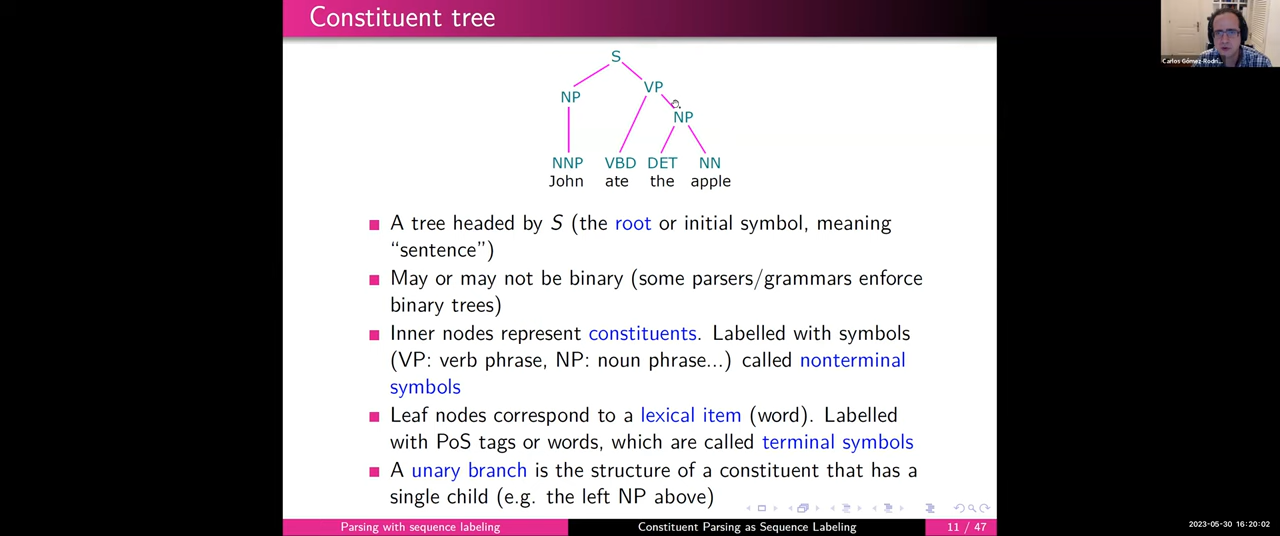 Constituent tree
Carlos Gómez-Rodrí...
S
VP
NP
NP
NNP VBD DET NN
John ate the apple
A tree headed by S (the root or initial symbol, meaning
“sentence”)
May or may not be binary (some parsers/grammars enforce
binary trees)
Inner nodes represent constituents. Labelled with symbols
(VP: verb phrase, NP: noun phrase...) called nonterminal
symbols
Leaf nodes correspond to a lexical item (word). Labelled
with PoS tags or words, which are called terminal symbols
A unary branch is the structure of a constituent that has a
single child (e.g. the left NP above)
Parsing with sequence labeling
Constituent Parsing as Sequence Labeling
11 / 47
2023-05-30 16:20:02